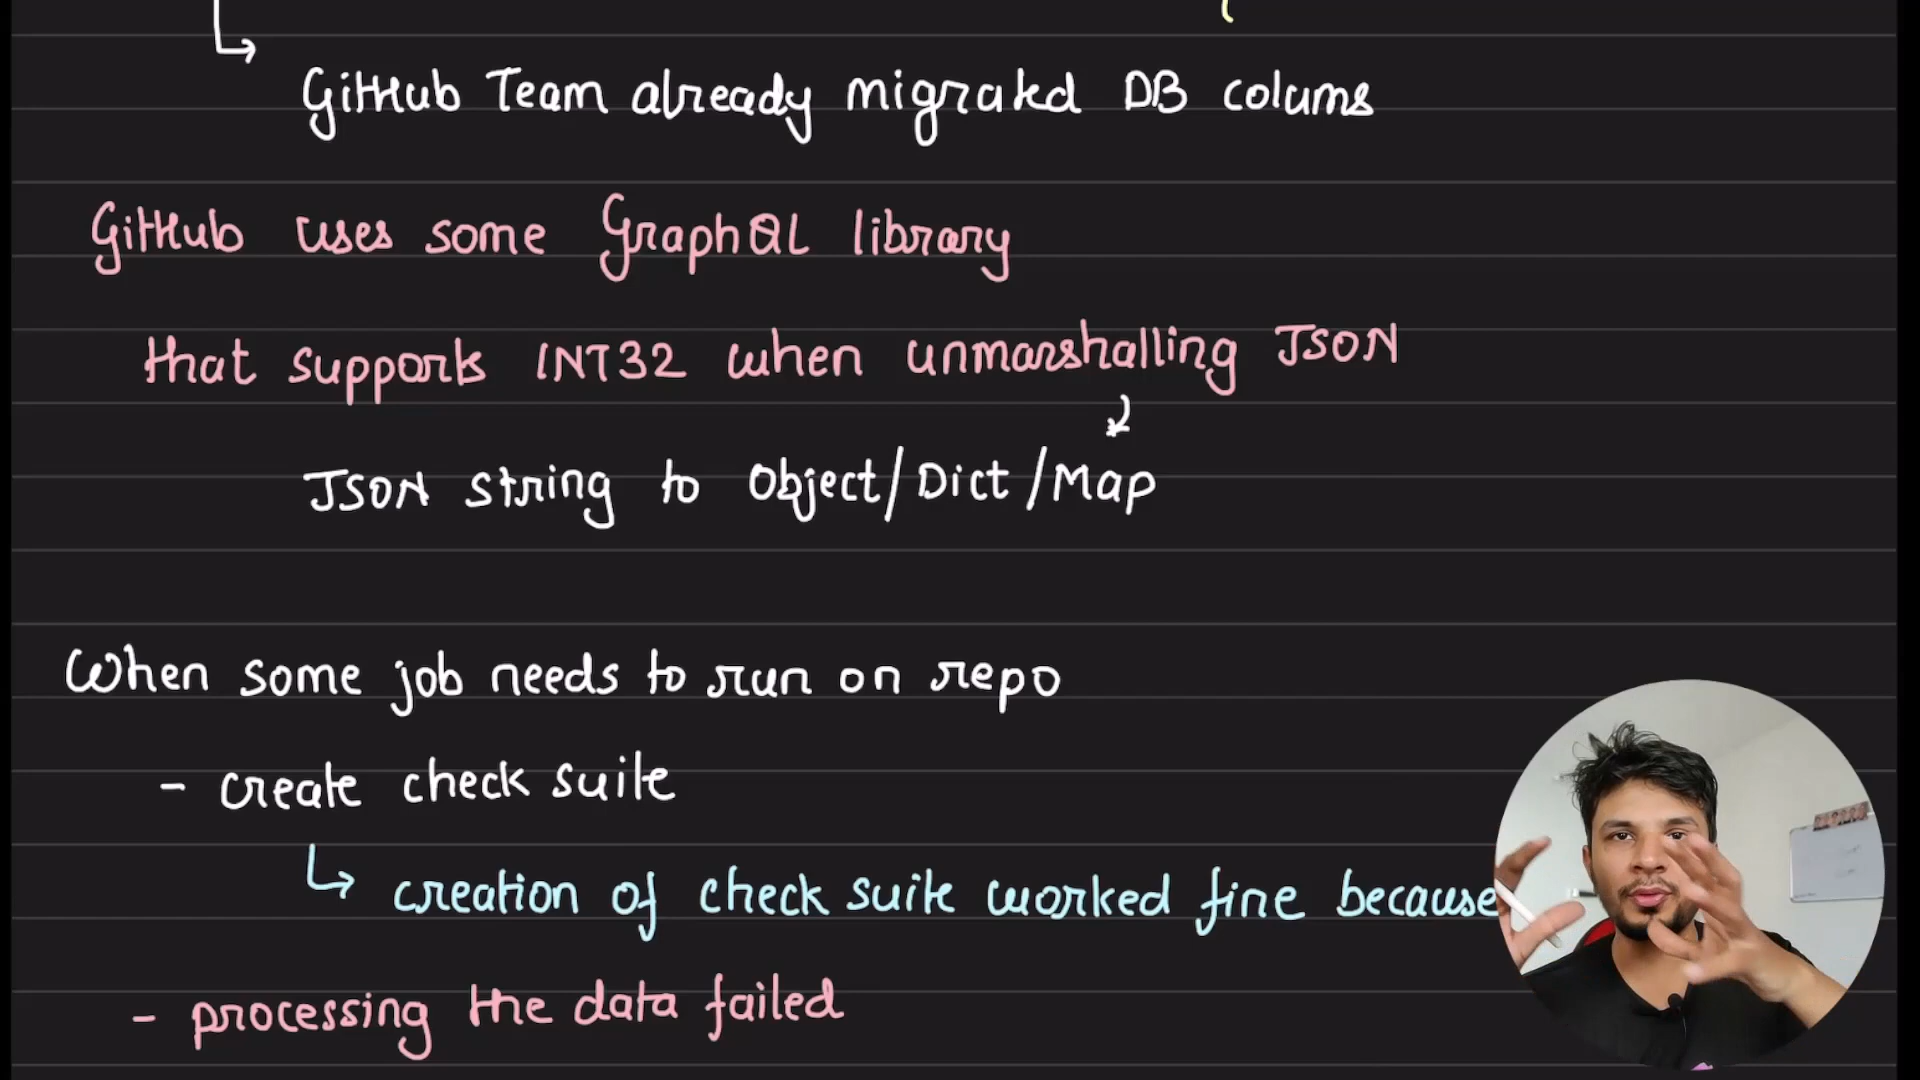 GitHub Team already migrated DB colums
GitHub uses some GraphQL library
that supports INT32 when unmarshalling JSON
JSON string to Object/Dict/Map
When some job needs to run on repo
- create check suite
creation of check suite worked fine because
- processing the data failed